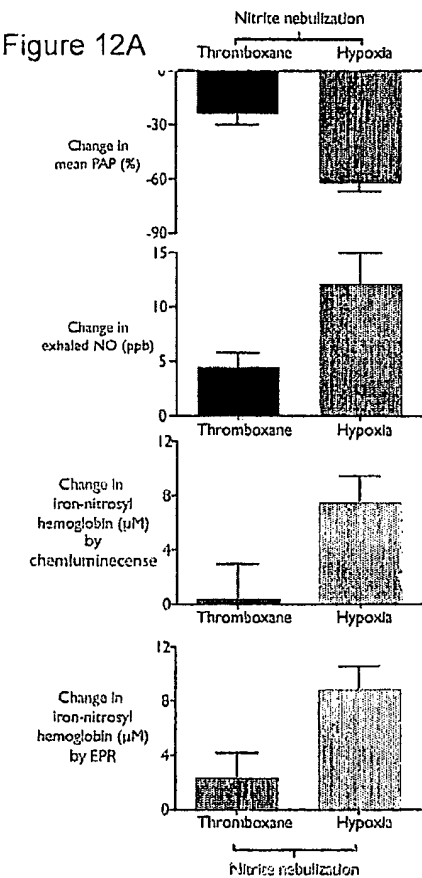 Nitrite nebulization
Figure 12A
Thromboxane Hypoxia
0
-30
-60
-90
Change in
mean PAP (%)
15
10
5
0
Change in
exhaled NO (ppb)
Thromboxane Hypoxia
12
8
4
0
Change in
iron-nitrosyl
hemoglobin (µM)
by
chemluminecense
Thromboxane Hypoxia
12
8
4
0
Change in
iron-nitrosyl
hemoglobin (µM)
by EPR
Thromboxane Hypoxia
Nitrite nebulization